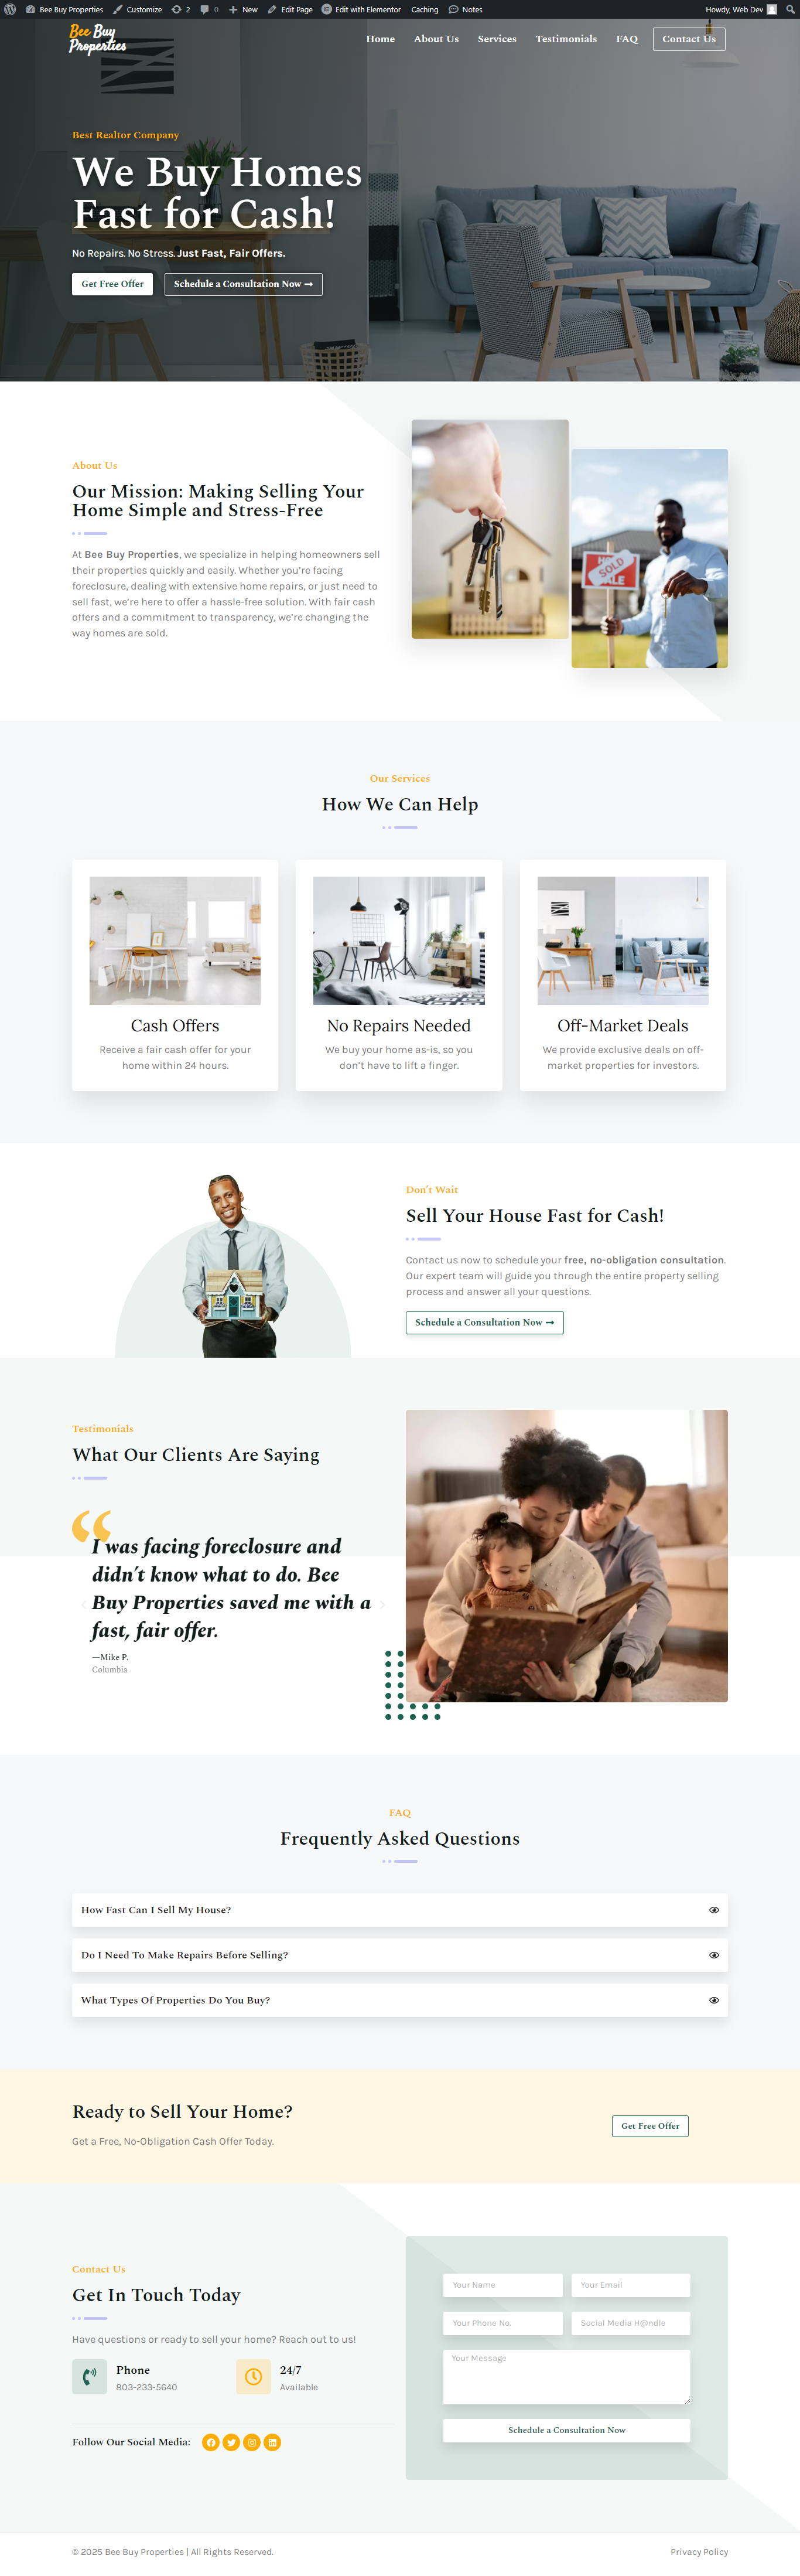 Bee Buy Properties Customize 2 0 New Edit Page Edit with Elementor Caching Notes Howdy, Web Dev
Bee Buy
Properties
Home About Us Services Testimonials FAQ Contact Us
Best Realtor Company
We Buy Homes
Fast for Cash!
No Repairs. No Stress. Just Fast, Fair Offers.
Get Free Offer Schedule a Consultation Now
About Us
Our Mission: Making Selling Your
Home Simple and Stress-Free
At Bee Buy Properties, we specialize in helping homeowners sell
their properties quickly and easily. Whether you're facing
foreclosure, dealing with extensive home repairs, or just need to
sell fast, we're here to offer a hassle-free solution. With fair cash
offers and a commitment to transparency, we're changing the
way homes are sold.
SOLD
Our Services
How We Can Help
Cash Offers
Receive a fair cash offer for your
home within 24 hours.
No Repairs Needed
We buy your home as-is, so you
don't have to lift a finger.
Off-Market Deals
We provide exclusive deals on off-
market properties for investors.
Don't Wait
Sell Your House Fast for Cash!
Contact us now to schedule your free, no-obligation consultation.
Our expert team will guide you through the entire property selling
process and answer all your questions.
Schedule a Consultation Now
Testimonials
What Our Clients Are Saying
I was facing foreclosure and
didn't know what to do. Bee
Buy Properties saved me with a
fast, fair offer.
—Mike P.
Columbia
FAQ
Frequently Asked Questions
How Fast Can I Sell My House?
Do I Need To Make Repairs Before Selling?
What Types Of Properties Do You Buy?
Ready to Sell Your Home?
Get a Free, No-Obligation Cash Offer Today.
Get Free Offer
Contact Us
Get In Touch Today
Have questions or ready to sell your home? Reach out to us!
Phone
803-233-5640
24/7
Available
Follow Our Social Media:
Your Name Your Email
Your Phone No. Social Media H@ndle
Your Message
Schedule a Consultation Now
© 2025 Bee Buy Properties | All Rights Reserved. Privacy Policy